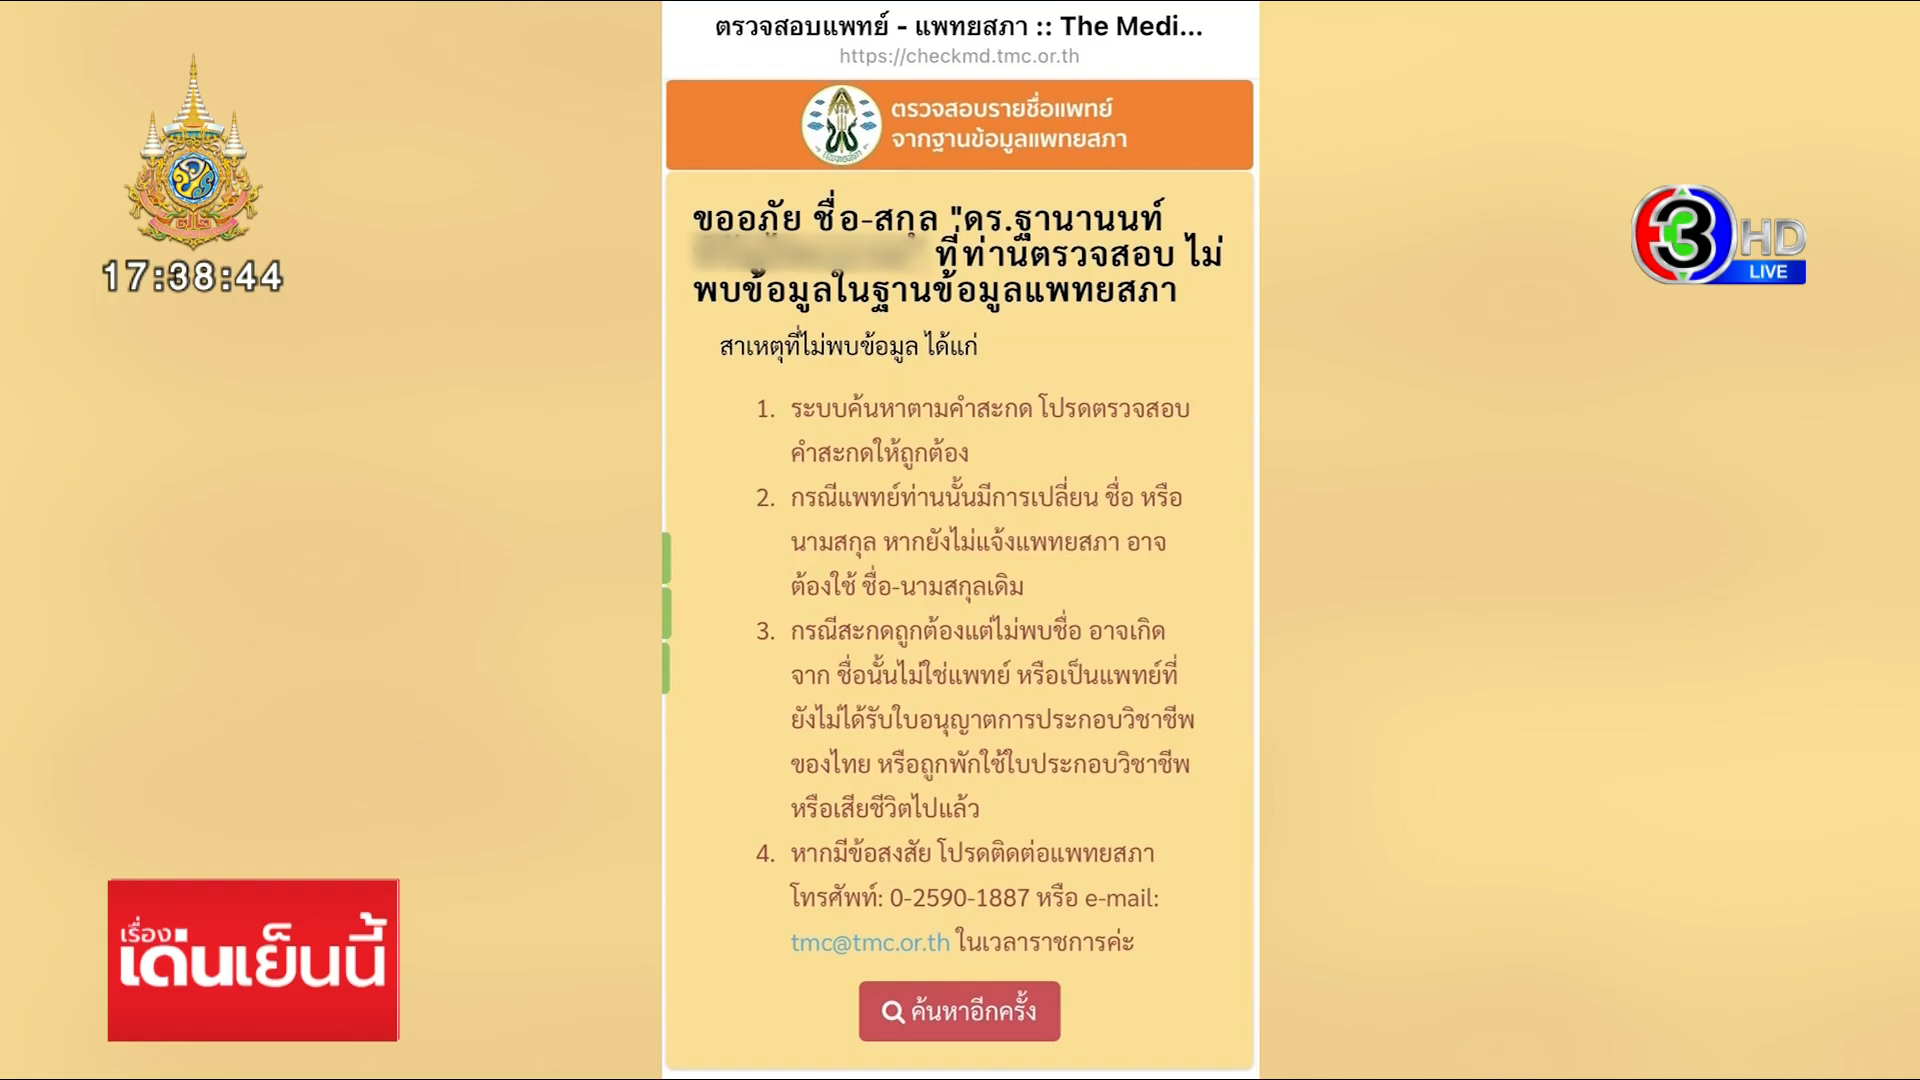 ตรวจสอบแพทย์ - แพทยสภา :: The Medi...
https://checkmd.tmc.or.th
ตรวจสอบรายชื่อแพทย์
จากฐานข้อมูลแพทยสภา
17:38:44
3 HD
LIVE
ขออภัย ชื่อ-สกุล "ดร.ฐานานนท์
ที่ท่านตรวจสอบ ไม่
พบข้อมูลในฐานข้อมูลแพทยสภา
สาเหตุที่ไม่พบข้อมูล ได้แก่
1. ระบบค้นหาตามคำสะกด โปรดตรวจสอบ
คำสะกดให้ถูกต้อง
2. กรณีแพทย์ท่านนั้นมีการเปลี่ยน ชื่อ หรือ
นามสกุล หากยังไม่แจ้งแพทยสภา อาจ
ต้องใช้ ชื่อ-นามสกุลเดิม
3. กรณีสะกดถูกต้องแต่ไม่พบชื่อ อาจเกิด
จาก ชื่อนั้นไม่ใช่แพทย์ หรือเป็นแพทย์ที่
ยังไม่ได้รับใบอนุญาตการประกอบวิชาชีพ
ของไทย หรือถูกพักใช้ใบประกอบวิชาชีพ
หรือเสียชีวิตไปแล้ว
4. หากมีข้อสงสัย โปรดติดต่อแพทยสภา
โทรศัพท์: 0-2590-1887 หรือ e-mail:
tmc@tmc.or.th ในเวลาราชการค่ะ
ค้นหาอีกครั้ง
เรื่อง
เด่นเย็นนี้